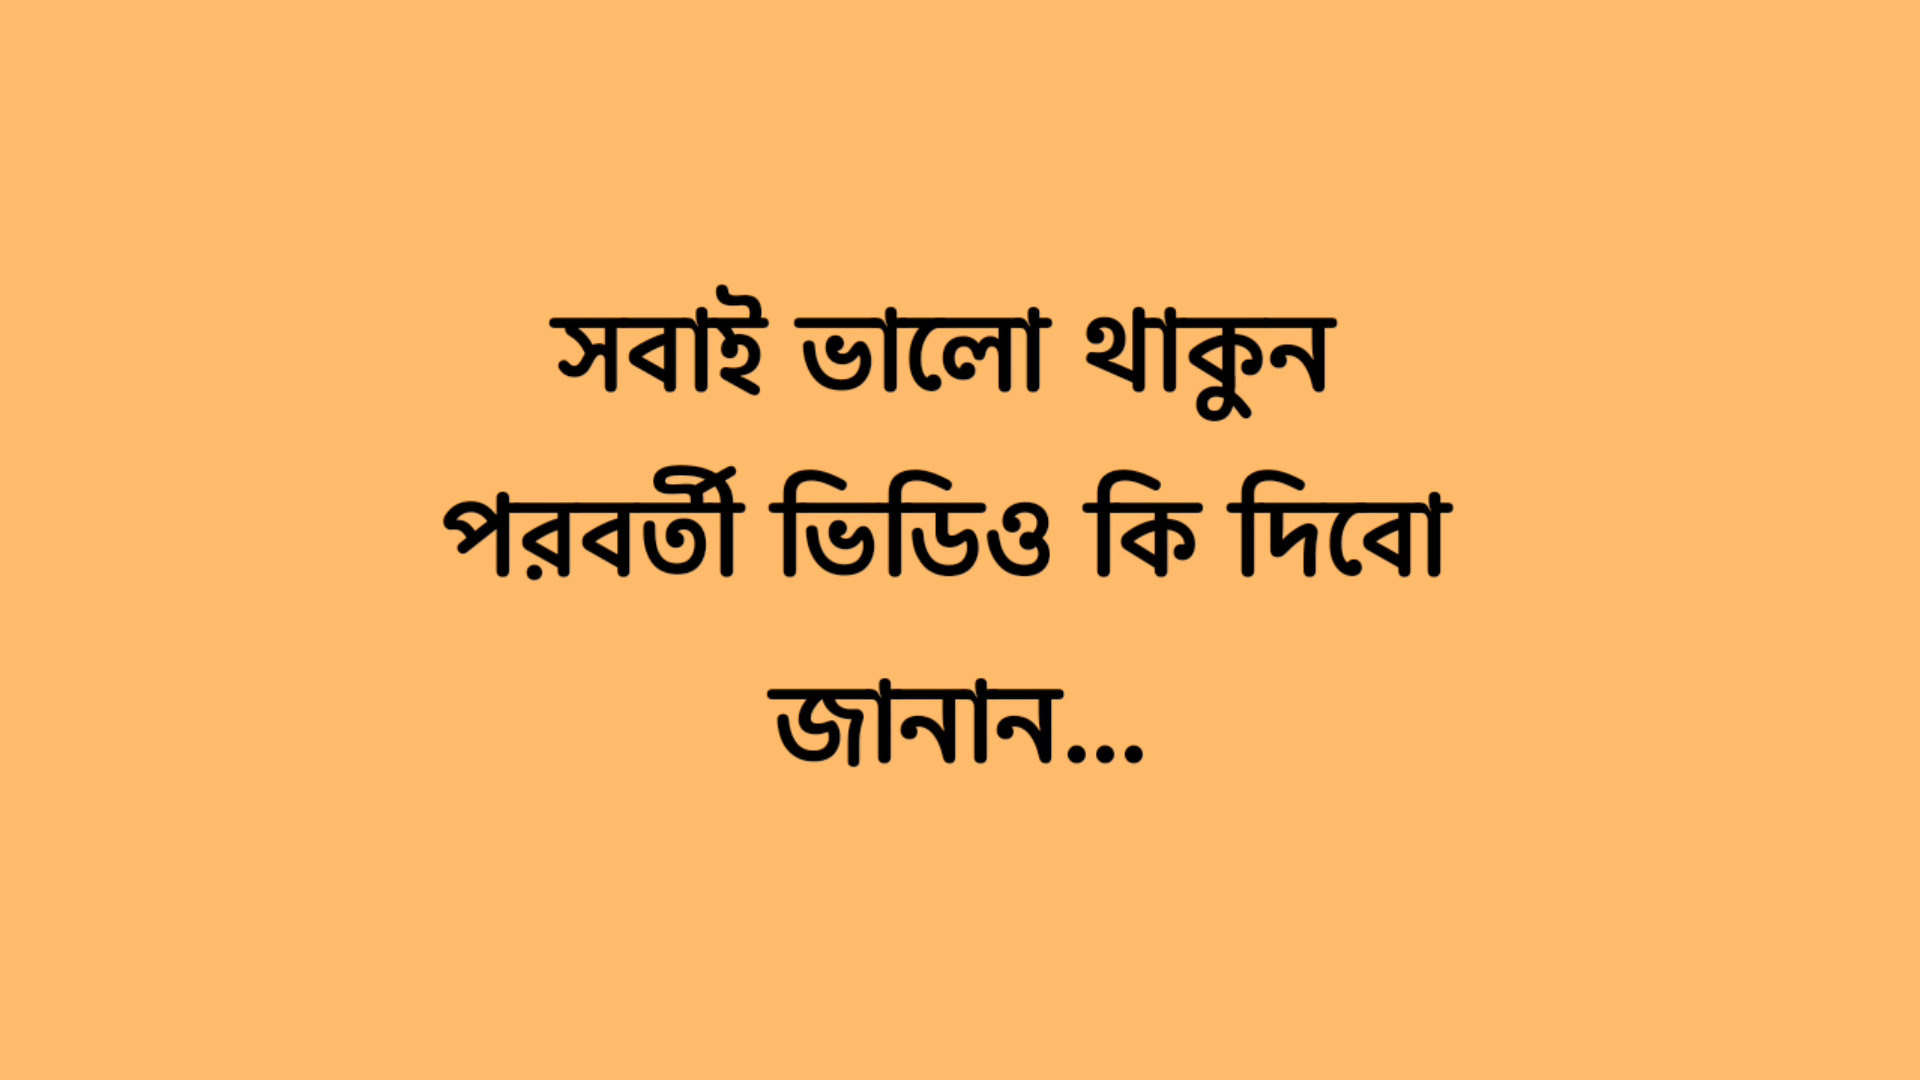 সবাই ভালো থাকুন
পরবর্তী ভিডিও কি দিবো
জানান...